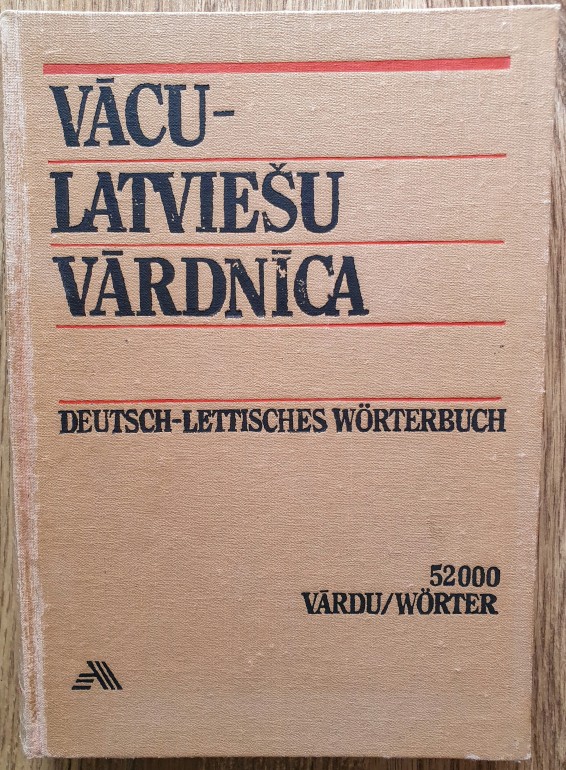 VĀCU-
LATVIEŠU
VĀRDNĪCA
DEUTSCH-LETTISCHES WÖRTERBUCH
52000
VĀRDU/WÖRTER